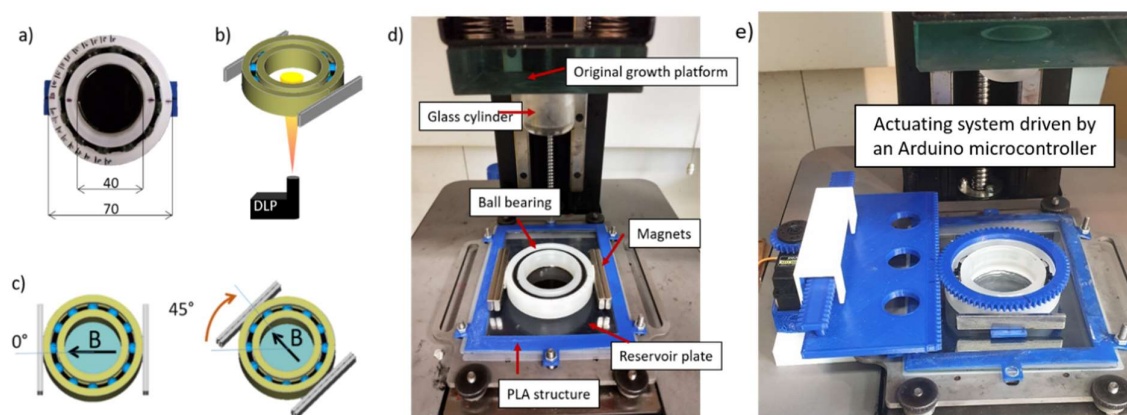 a)
40
70
b)
DLP
c)
0°
B
45°
B
d)
Original growth platform
Glass cylinder
Ball bearing
Magnets
Reservoir plate
PLA structure
e)
Actuating system driven by
an Arduino microcontroller